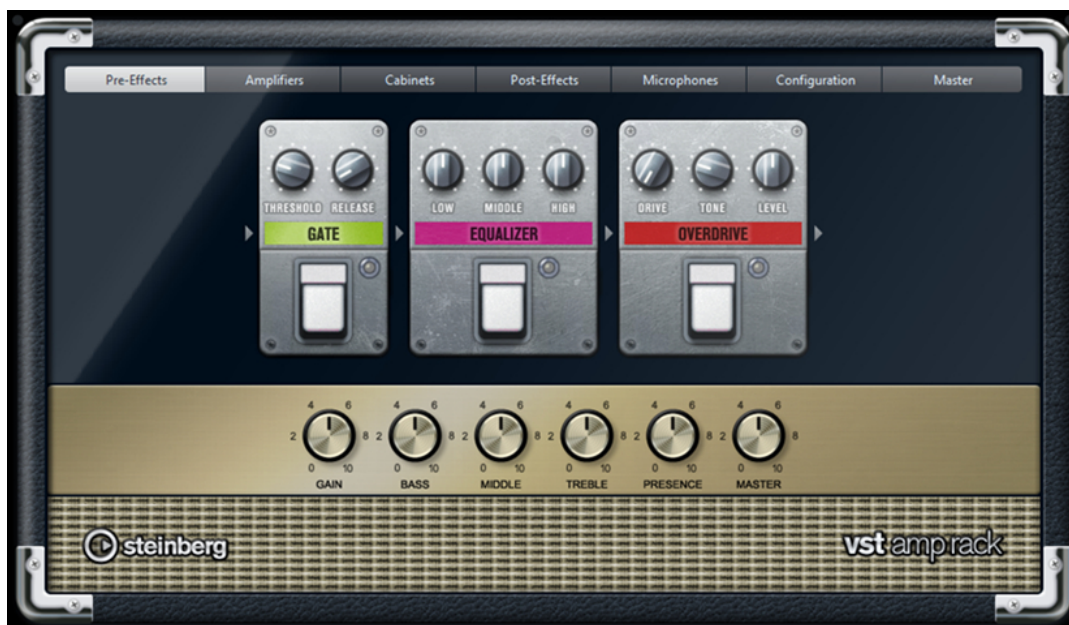 Pre-Effects Amplifiers Cabinets Post-Effects Microphones Configuration Master
THRESHOLD RELEASE
GATE
LOW MIDDLE HIGH
EQUALIZER
DRIVE TONE LEVEL
OVERDRIVE
4 6
2 8
0 10
GAIN
4 6
2 8
0 10
BASS
4 6
2 8
0 10
MIDDLE
4 6
2 8
0 10
TREBLE
4 6
2 8
0 10
PRESENCE
4 6
2 8
0 10
MASTER
steinberg
vst amp rack